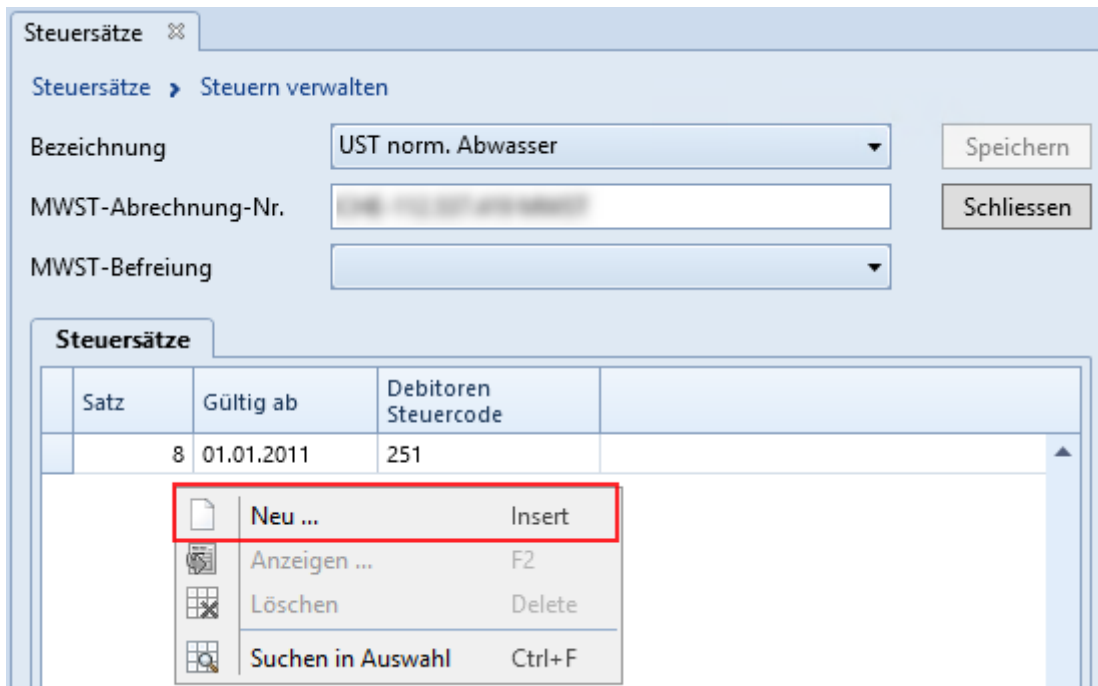 Steuersätze
Steuersätze > Steuern verwalten
Bezeichnung UST norm. Abwasser Speichern
MWST-Abrechnung-Nr. Schliessen
MWST-Befreiung
Steuersätze
Satz Gültig ab Debitoren
Steuercode
8 01.01.2011 251
Neu ... Insert
Anzeigen ... F2
Löschen Delete
Suchen in Auswahl Ctrl+F